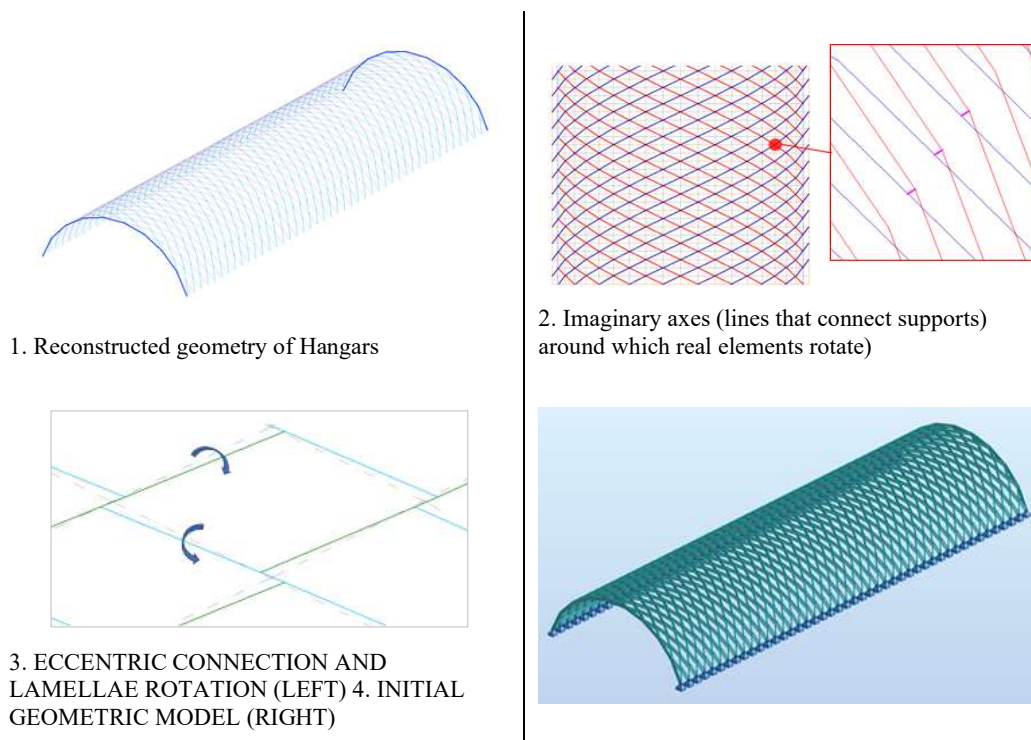 1. Reconstructed geometry of Hangars
2. Imaginary axes (lines that connect supports)
around which real elements rotate)
3. ECCENTRIC CONNECTION AND
LAMELLAE ROTATION (LEFT) 4. INITIAL
GEOMETRIC MODEL (RIGHT)